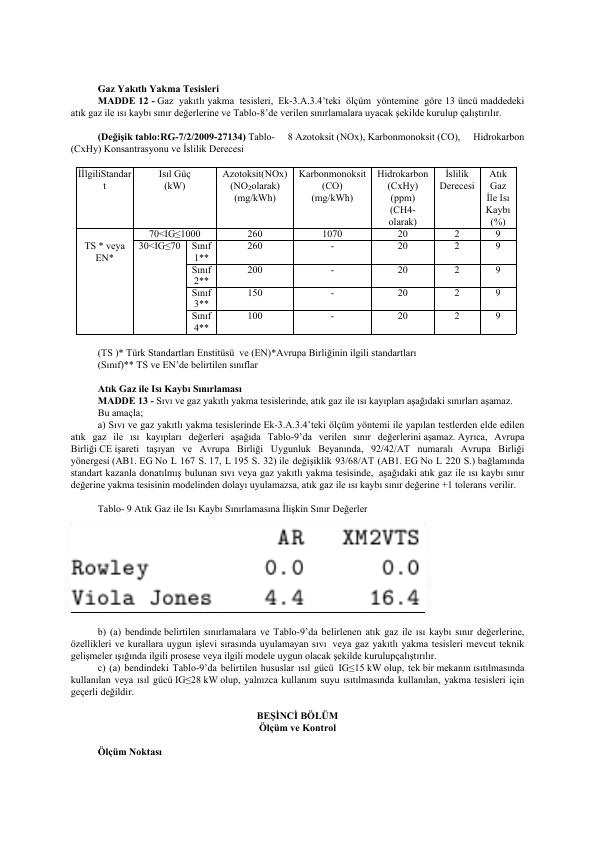 Gaz Yakıtlı Yakma Tesisleri
MADDE 12 - Gaz yakıtlı yakma tesisleri, Ek-3.A.3.4'teki ölçüm yöntemine göre 13 üncü maddedeki
atık gaz ile ısı kaybı sınır değerlerine ve Tablo-8'de verilen sınırlamalara uyacak şekilde kurulup çalıştırılır.
(Değişik tablo:RG-7/2/2009-27134) Tablo- 8 Azotoksit (NOx), Karbonmonoksit (CO), Hidrokarbon
(CxHy) Konsantrasyonu ve İslilik Derecesi
İİlgiliStandar Isıl Güç Azotoksit(NOx) Karbonmonoksit Hidrokarbon İslilik Atık
t (kW) (NO2olarak) (CO) (CxHy) Derecesi Gaz
(mg/kWh) (mg/kWh) (ppm) İle Isı
(CH4- Kaybı
olarak) (%)
70<IG≤1000 260 1070 20 2 9
TS * veya 30<IG≤70 Sınıf 260 - 20 2 9
EN* 1**
Sınıf 200 - 20 2 9
2**
Sınıf 150 - 20 2 9
3**
Sınıf 100 - 20 2 9
4**
(TS )* Türk Standartları Enstitüsü ve (EN)*Avrupa Birliğinin ilgili standartları
(Sınıf)** TS ve EN'de belirtilen sınıflar
Atık Gaz ile Isı Kaybı Sınırlaması
MADDE 13 - Sıvı ve gaz yakıtlı yakma tesislerinde, atık gaz ile ısı kayıpları aşağıdaki sınırları aşamaz.
Bu amaçla;
a) Sıvı ve gaz yakıtlı yakma tesislerinde Ek-3.A.3.4'teki ölçüm yöntemi ile yapılan testlerden elde edilen
atık gaz ile ısı kayıpları değerleri aşağıda Tablo-9'da verilen sınır değerlerini aşamaz. Ayrıca, Avrupa
Birliği CE işareti taşıyan ve Avrupa Birliği Uygunluk Beyanında, 92/42/AT numaralı Avrupa Birliği
yönergesi (AB1. EG No L 167 S. 17, L 195 S. 32) ile değişiklik 93/68/AT (AB1. EG No L 220 S.) bağlamında
standart kazanla donatılmış bulunan sıvı veya gaz yakıtlı yakma tesisinde, aşağıdaki atık gaz ile ısı kaybı sınır
değerine yakma tesisinin modelinden dolayı uyulamazsa, atık gaz ile ısı kaybı sınır değerine +1 tolerans verilir.
Tablo- 9 Atık Gaz ile Isı Kaybı Sınırlamasına İlişkin Sınır Değerler
AR XM2VTS
Rowley 0.0 0.0
Viola Jones 4.4 16.4
b) (a) bendinde belirtilen sınırlamalara ve Tablo-9'da belirlenen atık gaz ile ısı kaybı sınır değerlerine,
özellikleri ve kurallara uygun işlevi sırasında uyulamayan sıvı veya gaz yakıtlı yakma tesisleri mevcut teknik
gelişmeler ışığında ilgili prosese veya ilgili modele uygun olacak şekilde kurulupçalıştırılır.
c) (a) bendindeki Tablo-9'da belirtilen hususlar ısıl gücü IG≤15 kW olup, tek bir mekanın ısıtılmasında
kullanılan veya ısıl gücü IG≤28 kW olup, yalnızca kullanım suyu ısıtılmasında kullanılan, yakma tesisleri için
geçerli değildir.
BEŞİNCİ BÖLÜM
Ölçüm ve Kontrol
Ölçüm Noktası